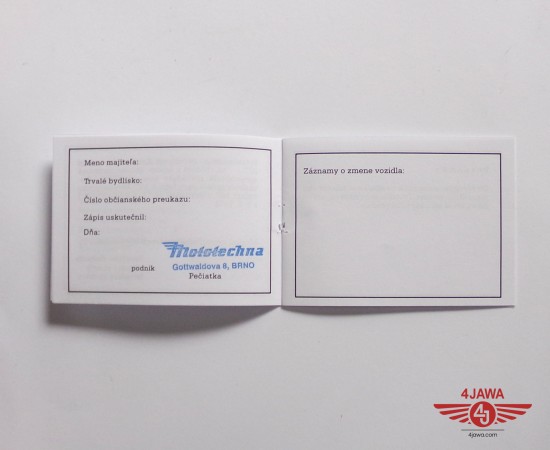 Meno majiteľa:
Trvalé bydlisko:
Číslo občianského preukazu:
Zápis uskutečnil:
Dňa:
Mototechna
podnik
Gottwaldova 8, BRNO
Pečiatka
Záznamy o zmene vozidla:
4JAWA
4J
4jawa.com